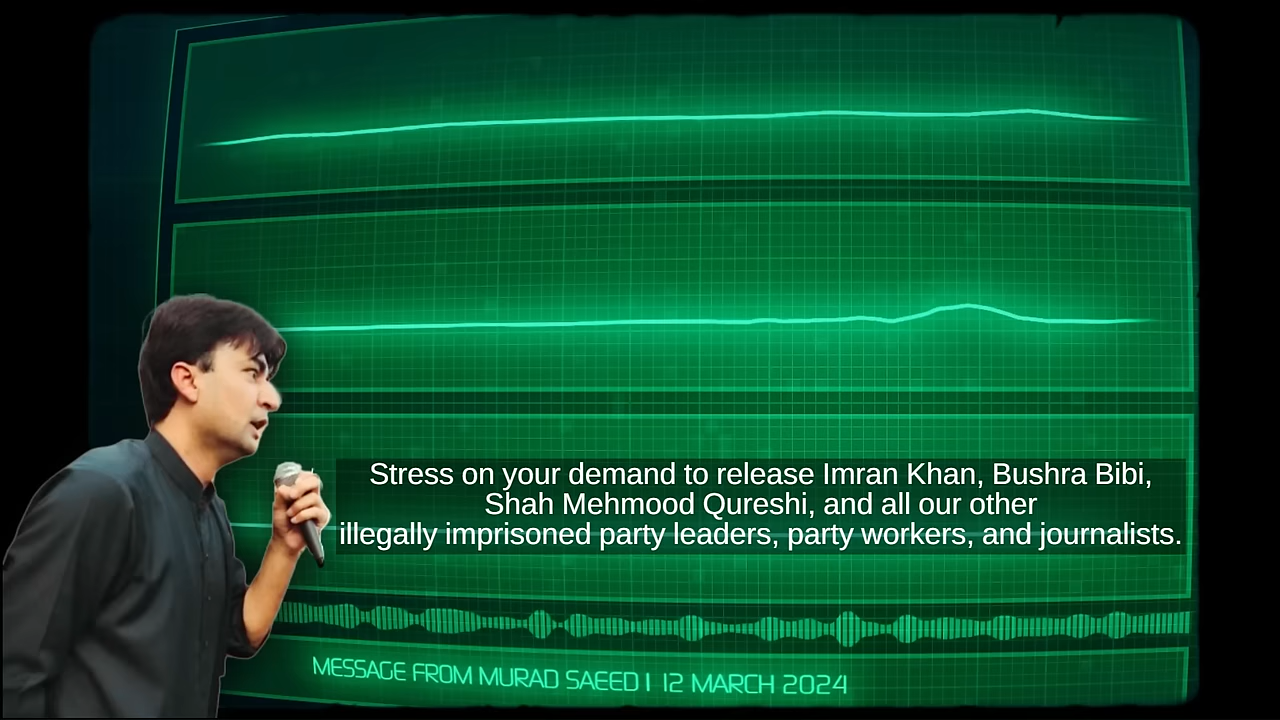 Stress on your demand to release Imran Khan, Bushra Bibi,
Shah Mehmood Qureshi, and all our other
illegally imprisoned party leaders, party workers, and journalists.
MESSAGE FROM MURAD SAEED | 12 MARCH 2024